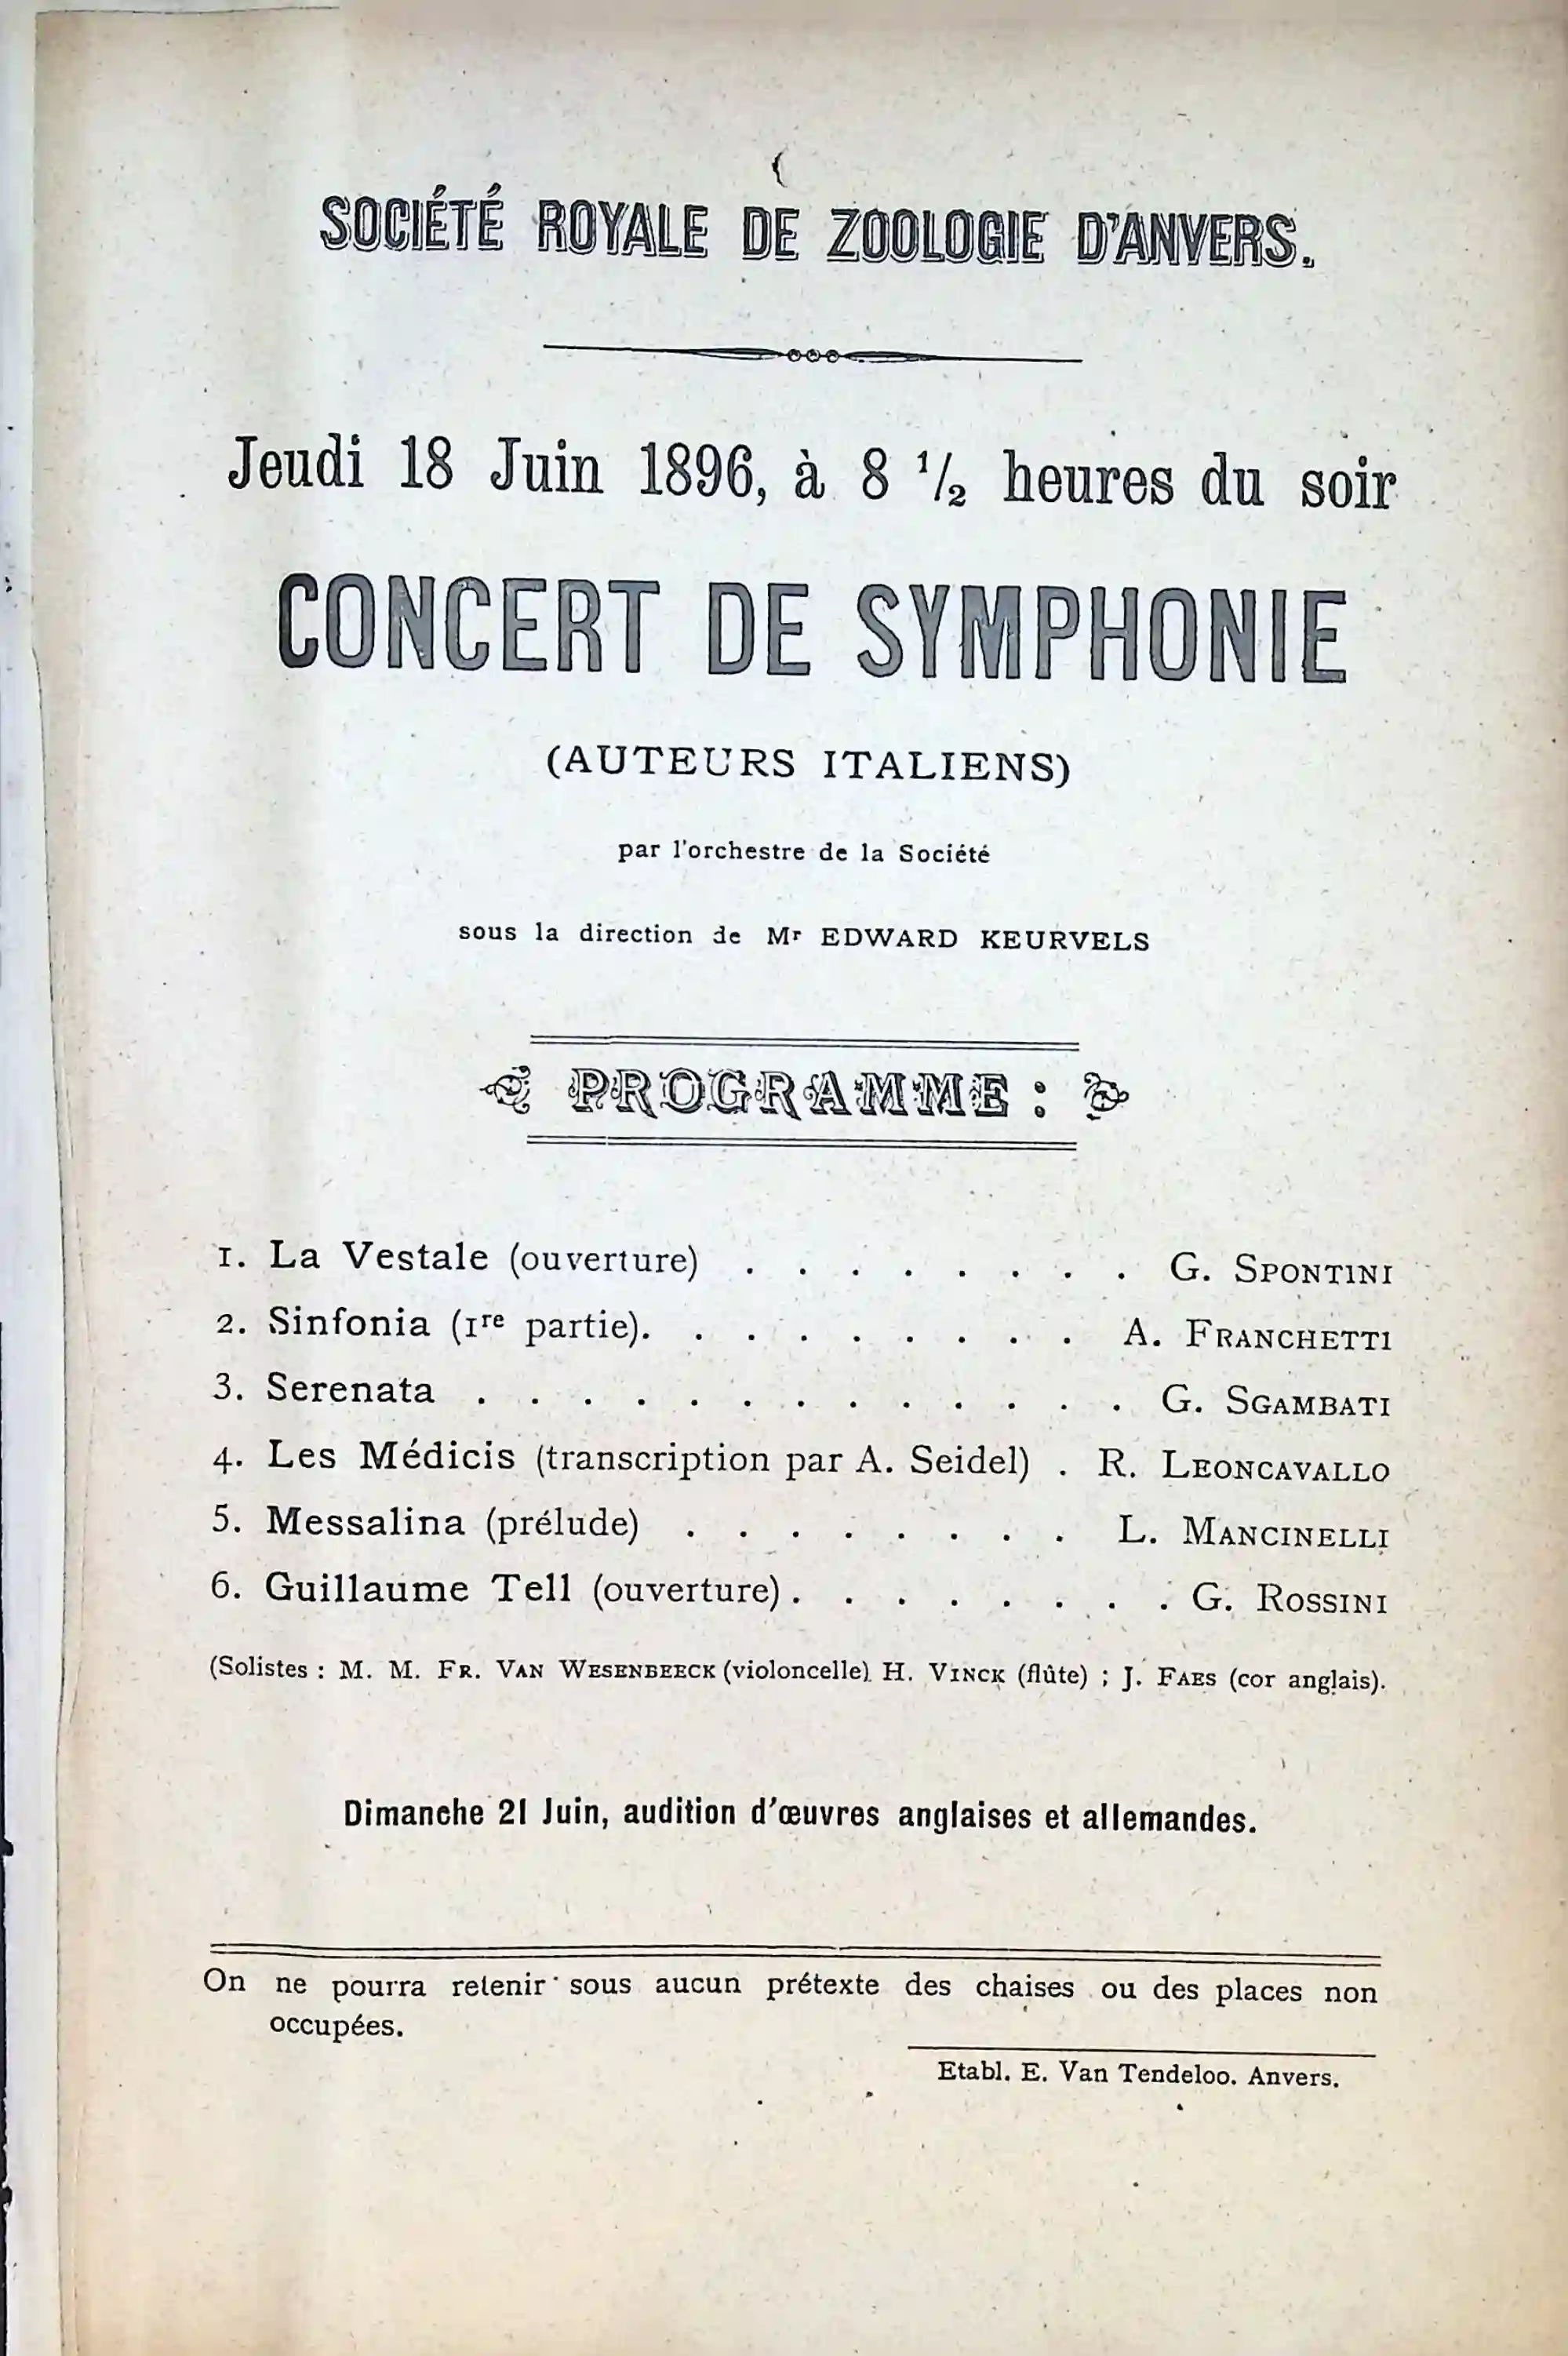 SOCIÉTÉ ROYALE DE ZOOLOGIE D'ANVERS.
Jeudi 18 Juin 1896, à 8 1/2 heures du soir
CONCERT DE SYMPHONIE
(AUTEURS ITALIENS)
par l'orchestre de la Société
sous la direction de Mr EDWARD KEURVELS
PROGRAMME :
1. La Vestale (ouverture) . . . . . . . . G. SPONTINI
2. Sinfonia (1re partie). . . . . . . . . A. FRANCHETTI
3. Serenata . . . . . . . . . . . . . G. SGAMBATI
4. Les Médicis (transcription par A. Seidel) . R. LEONCAVALLO
5. Messalina (prélude) . . . . . . . . L. MANCINELLI
6. Guillaume Tell (ouverture) . . . . . . . . G. ROSSINI
(Solistes : M. M. FR. VAN WESENBEECK (violoncelle) H. VINCK (flûte) ; J. FAES (cor anglais).
Dimanche 21 Juin, audition d'œuvres anglaises et allemandes.
On ne pourra retenir sous aucun prétexte des chaises ou des places non
occupées.
Etabl. E. Van Tendeloo. Anvers.